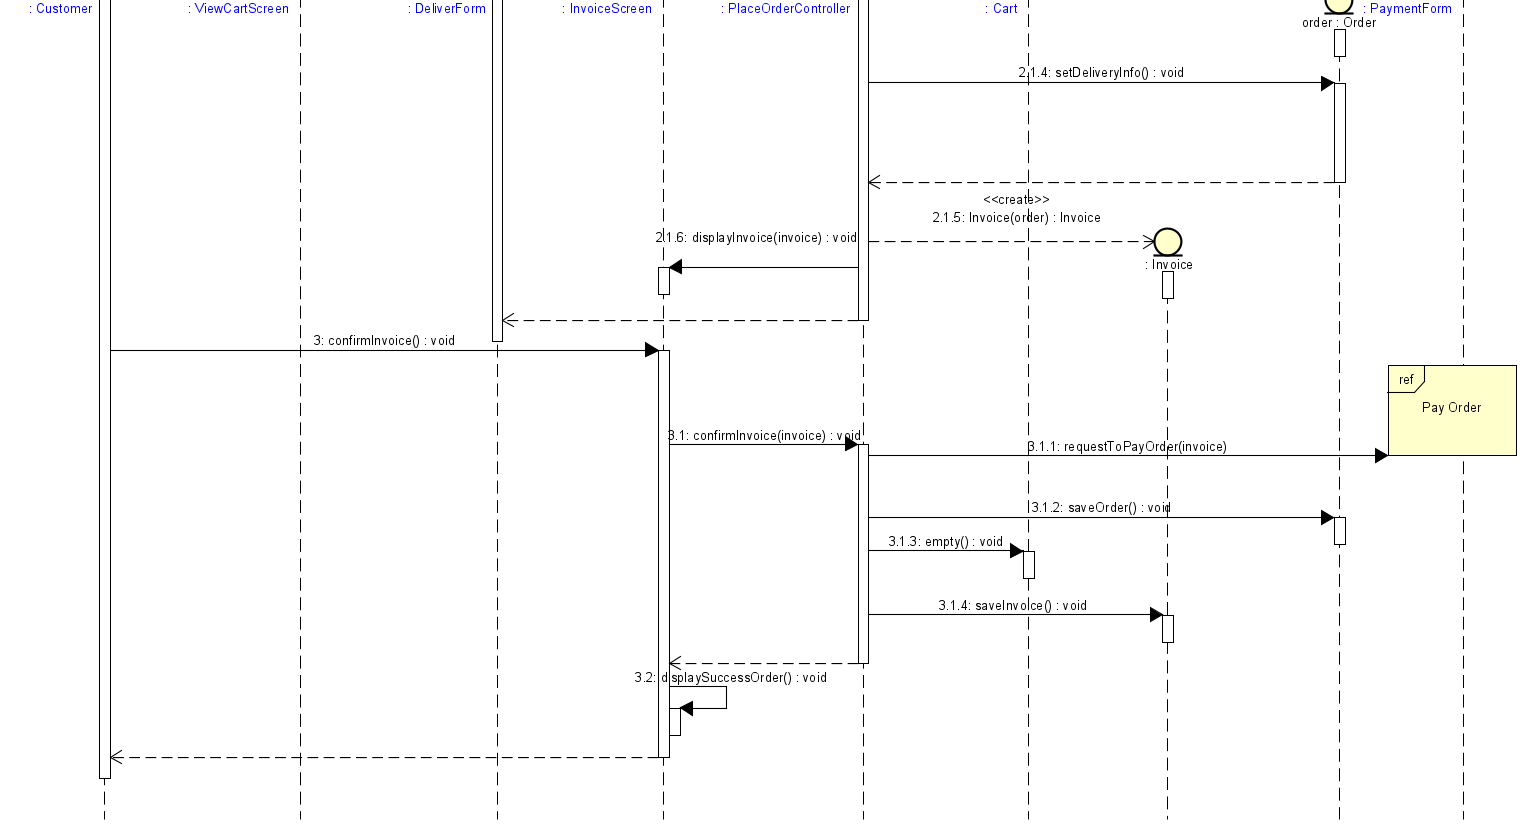 : Customer
: ViewCartScreen
: DeliverForm
: InvoiceScreen
: PlaceOrderController
: Cart
: PaymentForm
order : Order
2.1.4: setDeliveryInfo() : void
<<create>>
2.1.5: Invoice(order) : Invoice
2.1.6: displayInvoice(invoice) : void
: Invoice
3: confirmInvoice() : void
ref
Pay Order
3.1: confirmInvoice(invoice) : void
3.1.1: requestToPayOrder(invoice)
3.1.2: saveOrder() : void
3.1.3: empty() : void
3.1.4: saveInvoice() : void
3.2: displaySuccessOrder() : void